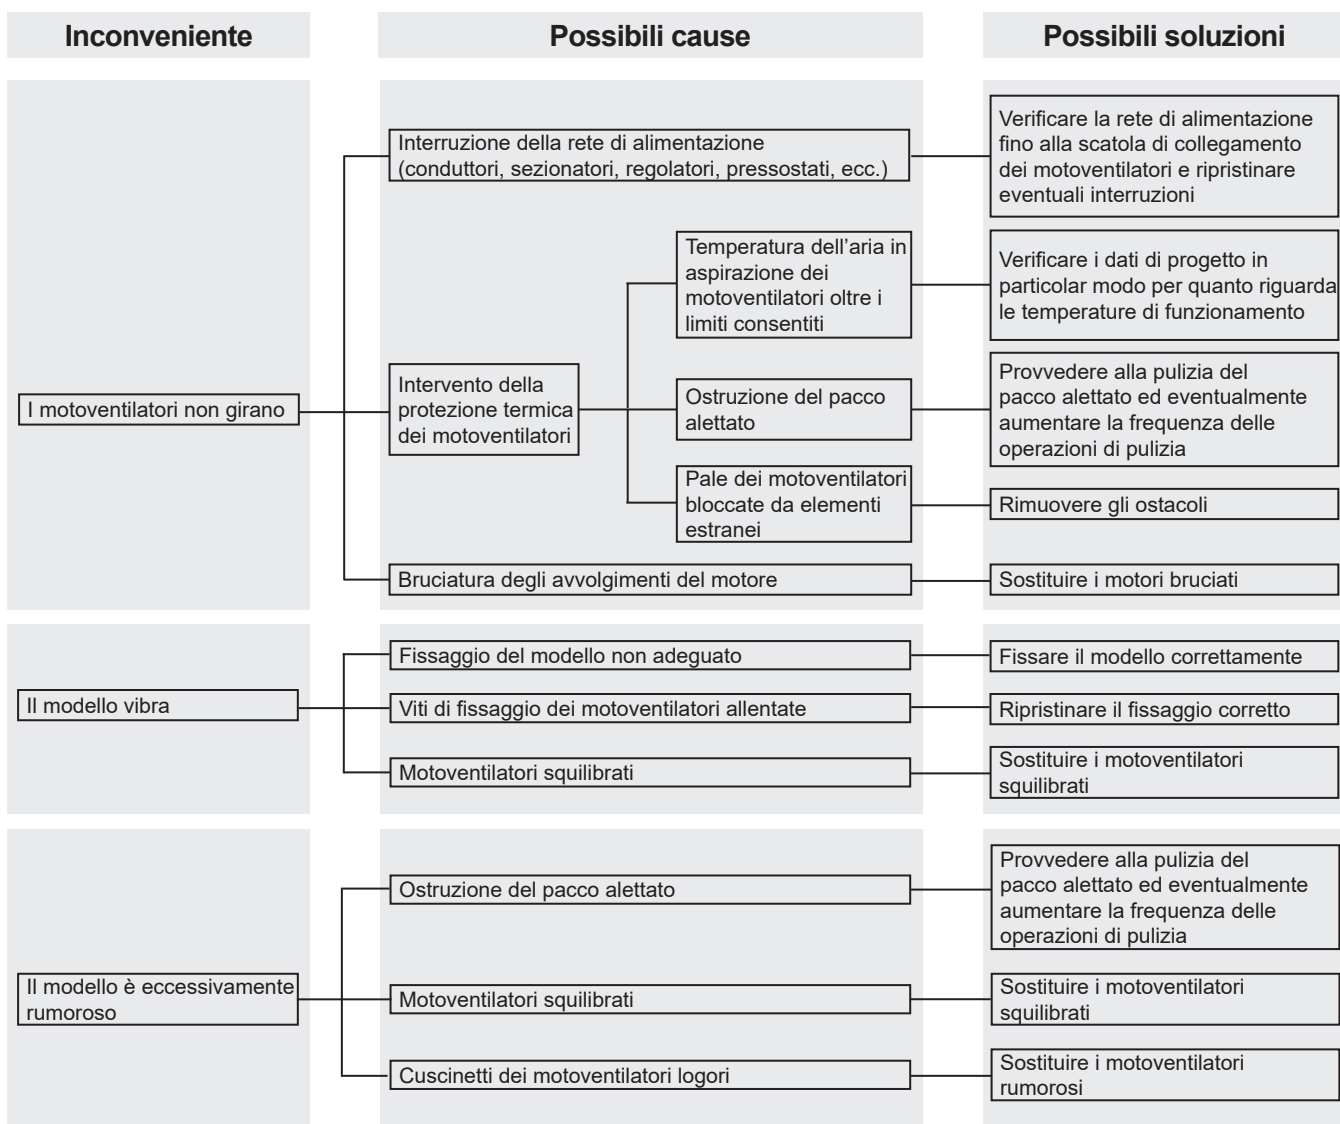 Inconveniente
Possibili cause
Possibili soluzioni
I motoventilatori non girano
Interruzione della rete di alimentazione
(conduttori, sezionatori, regolatori, pressostati, ecc.)
Verificare la rete di alimentazione
fino alla scatola di collegamento
dei motoventilatori e ripristinare
eventuali interruzioni
Intervento della
protezione termica
dei motoventilatori
Temperatura dell’aria in
aspirazione dei
motoventilatori oltre i
limiti consentiti
Verificare i dati di progetto in
particolar modo per quanto riguarda
le temperature di funzionamento
Ostruzione del pacco
alettato
Provvedere alla pulizia del
pacco alettato ed eventualmente
aumentare la frequenza delle
operazioni di pulizia
Pale dei motoventilatori
bloccate da elementi
estranei
Rimuovere gli ostacoli
Bruciatura degli avvolgimenti del motore
Sostituire i motori bruciati
Il modello vibra
Fissaggio del modello non adeguato
Fissare il modello correttamente
Viti di fissaggio dei motoventilatori allentate
Ripristinare il fissaggio corretto
Motoventilatori squilibrati
Sostituire i motoventilatori
squilibrati
Il modello è eccessivamente
rumoroso
Ostruzione del pacco alettato
Provvedere alla pulizia del
pacco alettato ed eventualmente
aumentare la frequenza delle
operazioni di pulizia
Motoventilatori squilibrati
Sostituire i motoventilatori
squilibrati
Cuscinetti dei motoventilatori logori
Sostituire i motoventilatori
rumorosi